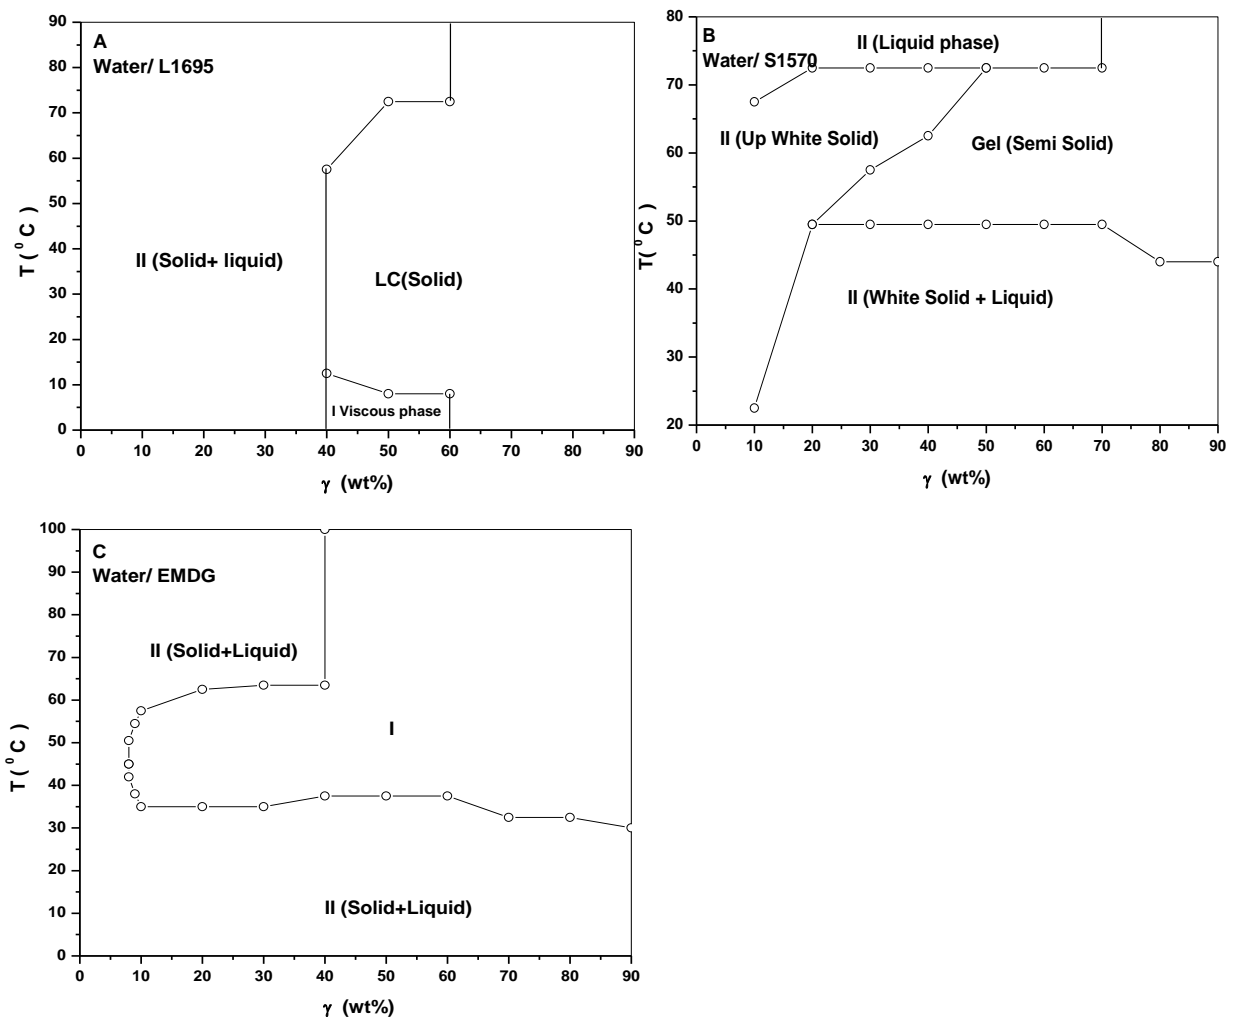 A
Water/ L1695
90
80
70
60
50
40
30
20
10
0
T ( ⁰ C )
II (Solid+ liquid)
LC(Solid)
I Viscous phase
0 10 20 30 40 50 60 70 80 90
γ (wt%)
B
Water/ S1570
80
70
60
50
40
30
20
T( ⁰ C )
II (Liquid phase)
II (Up White Solid)
Gel (Semi Solid)
II (White Solid + Liquid)
0 10 20 30 40 50 60 70 80 90
γ (wt%)
C
Water/ EMDG
100
90
80
70
60
50
40
30
20
10
0
T ( ⁰ C )
II (Solid+Liquid)
I
II (Solid+Liquid)
0 10 20 30 40 50 60 70 80 90
γ (wt%)